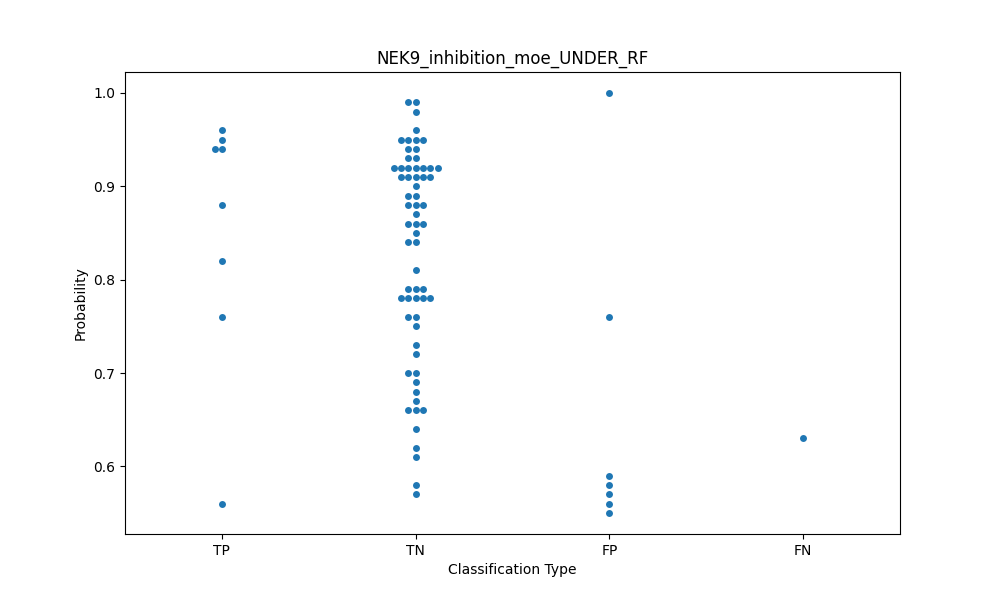 NEK9_inhibition_moe_UNDER_RF
1.0
0.9
0.8
0.7
0.6
Probability
TP TN FP FN
Classification Type